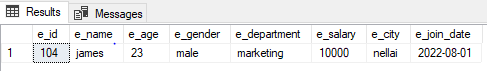 Results Messages
e_id e_name e_age e_gender e_department e_salary e_city e_join_date
1 104 james 23 male marketing 10000 nellai 2022-08-01